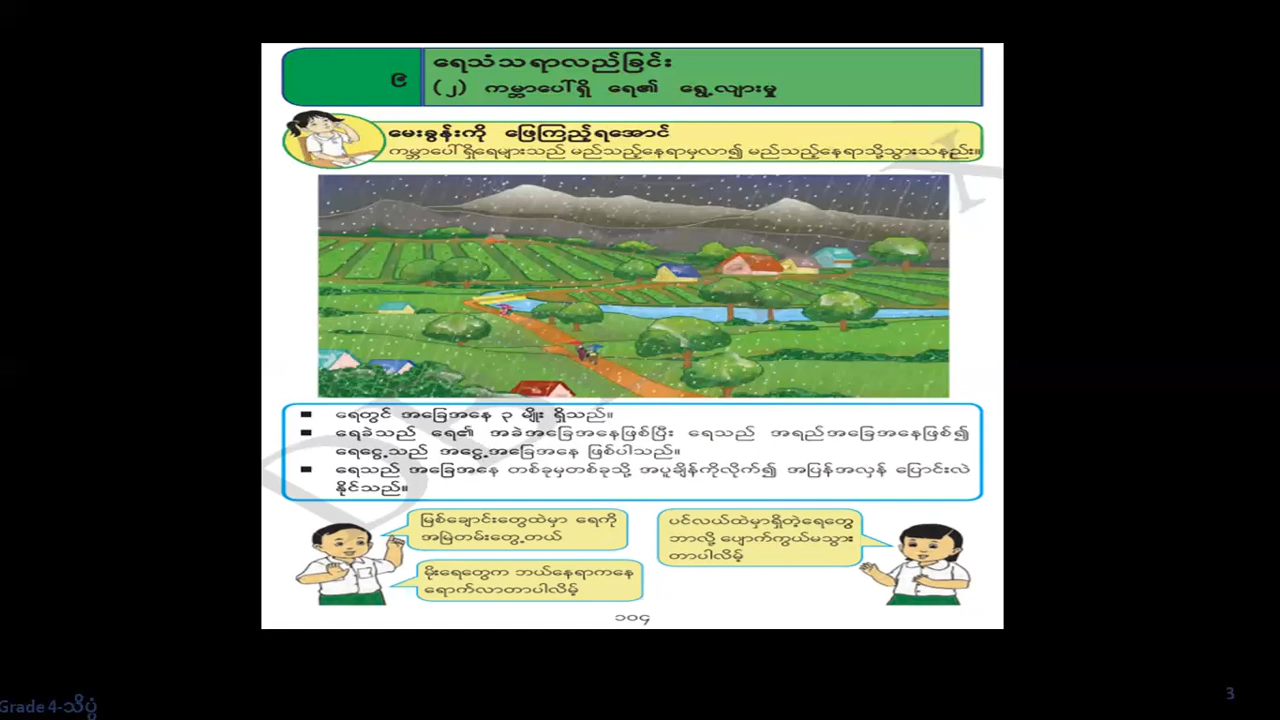 ၉
ရေသံသရာလည်ခြင်း
(၂) ကမ္ဘာပေါ်ရှိ ရေ၏ ရွေ့လျားမှု
မေးခွန်းကို ဖြေကြည့်ရအောင်
ကမ္ဘာပေါ်ရှိရေများသည် မည်သည့်နေရာမှလာ၍ မည်သည့်နေရာသို့သွားသနည်း။
▪ ရေတွင် အခြေအနေ ၃ မျိုး ရှိသည်။
▪ ရေခဲသည် ရေ၏ အခဲအခြေအနေဖြစ်ပြီး ရေသည် အရည်အခြေအနေဖြစ်၍
ရေငွေ့သည် အငွေ့အခြေအနေ ဖြစ်ပါသည်။
▪ ရေသည် အခြေအနေ တစ်ခုမှတစ်ခုသို့ အပူချိန်ကိုလိုက်၍ အပြန်အလှန် ပြောင်းလဲ
နိုင်သည်။
မြစ်ချောင်းတွေထဲမှာ ရေကို
အမြဲတမ်းတွေ့တယ်
မိုးရေတွေက ဘယ်နေရာကနေ
ရောက်လာတာပါလိမ့်
ပင်လယ်ထဲမှာရှိတဲ့ရေတွေ
ဘာလို့ ပျောက်ကွယ်မသွား
တာပါလိမ့်
၁၀၄
Grade 4-သိပ္ပံ
3